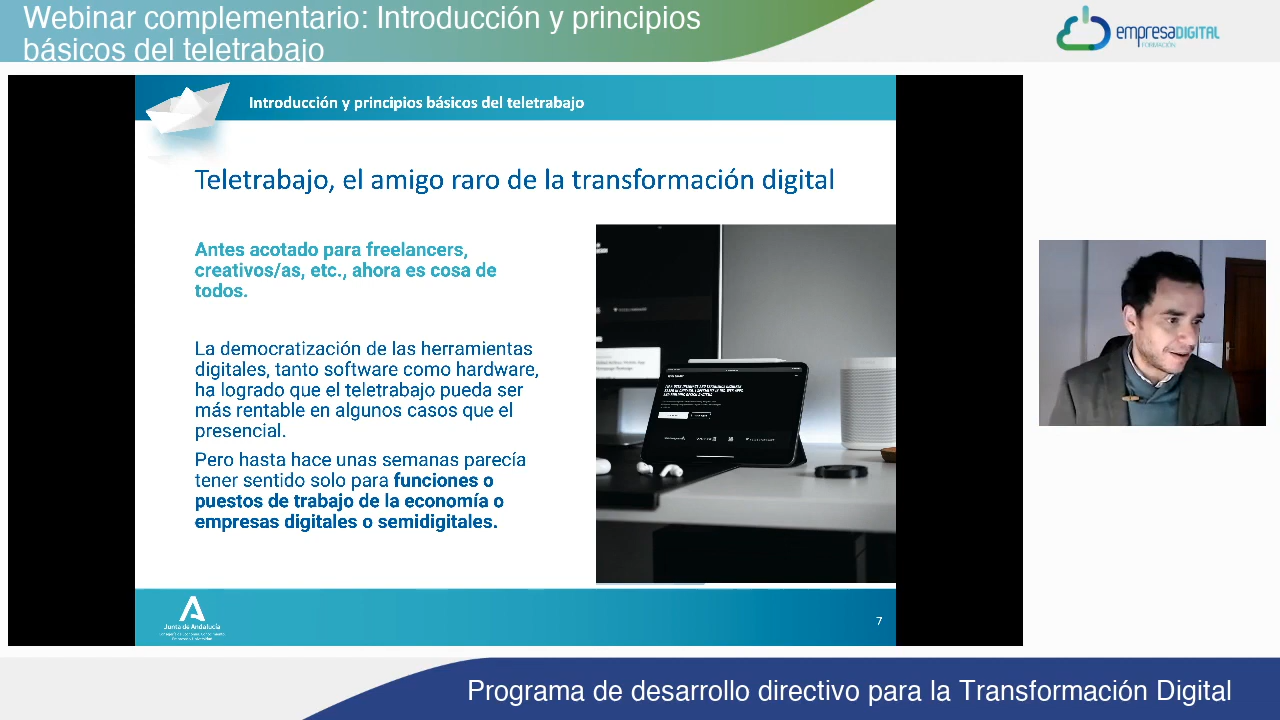 Webinar complementario: Introducción y principios
básicos del teletrabajo
empresaDIGITAL
FORMACIÓN
Introducción y principios básicos del teletrabajo
Teletrabajo, el amigo raro de la transformación digital
Antes acotado para freelancers,
creativos/as, etc., ahora es cosa de
todos.
La democratización de las herramientas
digitales, tanto software como hardware,
ha logrado que el teletrabajo pueda ser
más rentable en algunos casos que el
presencial.
Pero hasta hace unas semanas parecía
tener sentido solo para funciones o
puestos de trabajo de la economía o
empresas digitales o semidigitales.
Junta de Andalucía
7
Programa de desarrollo directivo para la Transformación Digital